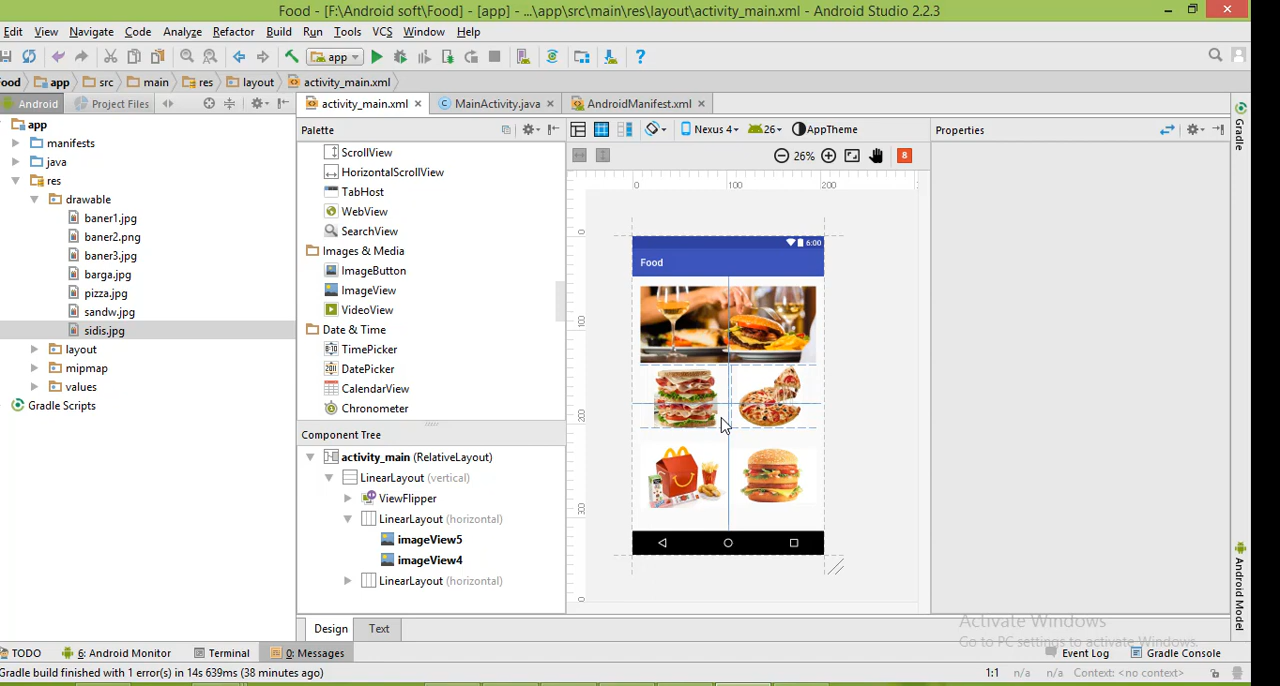 Food - [F:\Android soft\Food] - [app] - ...\app\src\main\res\layout\activity_main.xml - Android Studio 2.2.3
Edit View Navigate Code Analyze Refactor Build Run Tools VCS Window Help
app
app src main res layout activity_main.xml
Android Project Files
activity_main.xml MainActivity.java AndroidManifest.xml
app
manifests
java
res
drawable
baner1.jpg
baner2.png
baner3.jpg
barga.jpg
pizza.jpg
sandw.jpg
sidis.jpg
layout
mipmap
values
Gradle Scripts
Palette
ScrollView
HorizontalScrollView
TabHost
WebView
SearchView
Images & Media
ImageButton
ImageView
VideoView
Date & Time
TimePicker
DatePicker
CalendarView
Chronometer
Component Tree
activity_main (RelativeLayout)
LinearLayout (vertical)
ViewFlipper
LinearLayout (horizontal)
imageView5
imageView4
LinearLayout (horizontal)
Nexus 4 26 AppTheme
26% 8
0 100 200
0
100
200
300
0
6:00
Food
Properties
Gradle
Android Model
Design Text
Activate Windows
Go to PC settings to activate Windows.
TODO 6: Android Monitor Terminal 0: Messages Event Log Gradle Console
Gradle build finished with 1 error(s) in 14s 639ms (38 minutes ago) 1:1 n/a n/a Context: <no context>